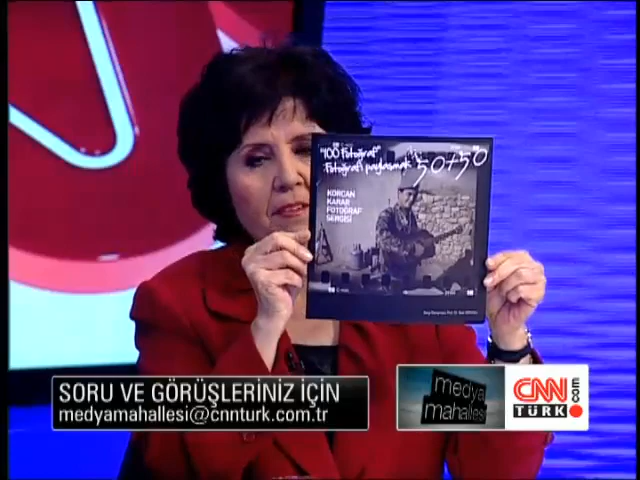 "100 Fotoğraf"
Fotoğrafı paylaşmak 50+50
KORCAN
KARAR
FOTOĞRAF
SERGİSİ
SORU VE GÖRÜŞLERİNİZ İÇİN
medyamahallesi@cnnturk.com.tr
medya
mahallesi
CNN
TÜRK
.com